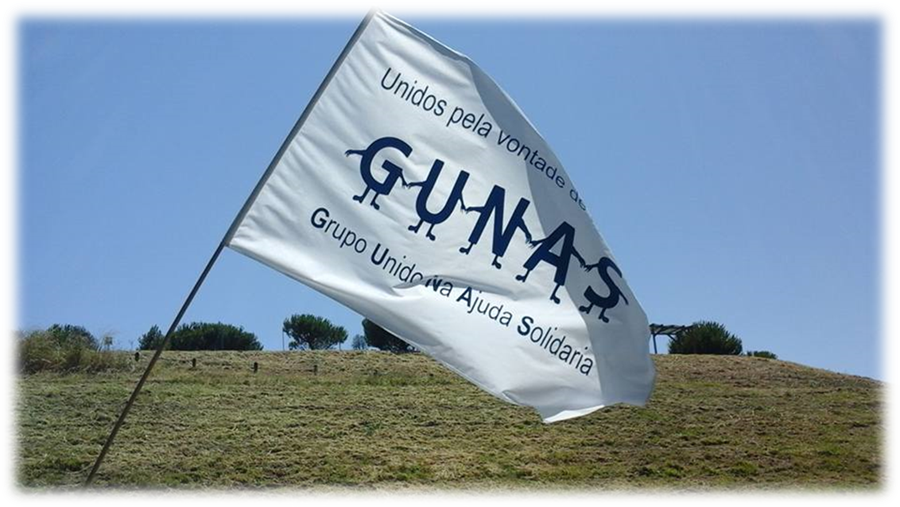 Unidos pela vontade de
GUNAS
Grupo Unido Na Ajuda Solidaria